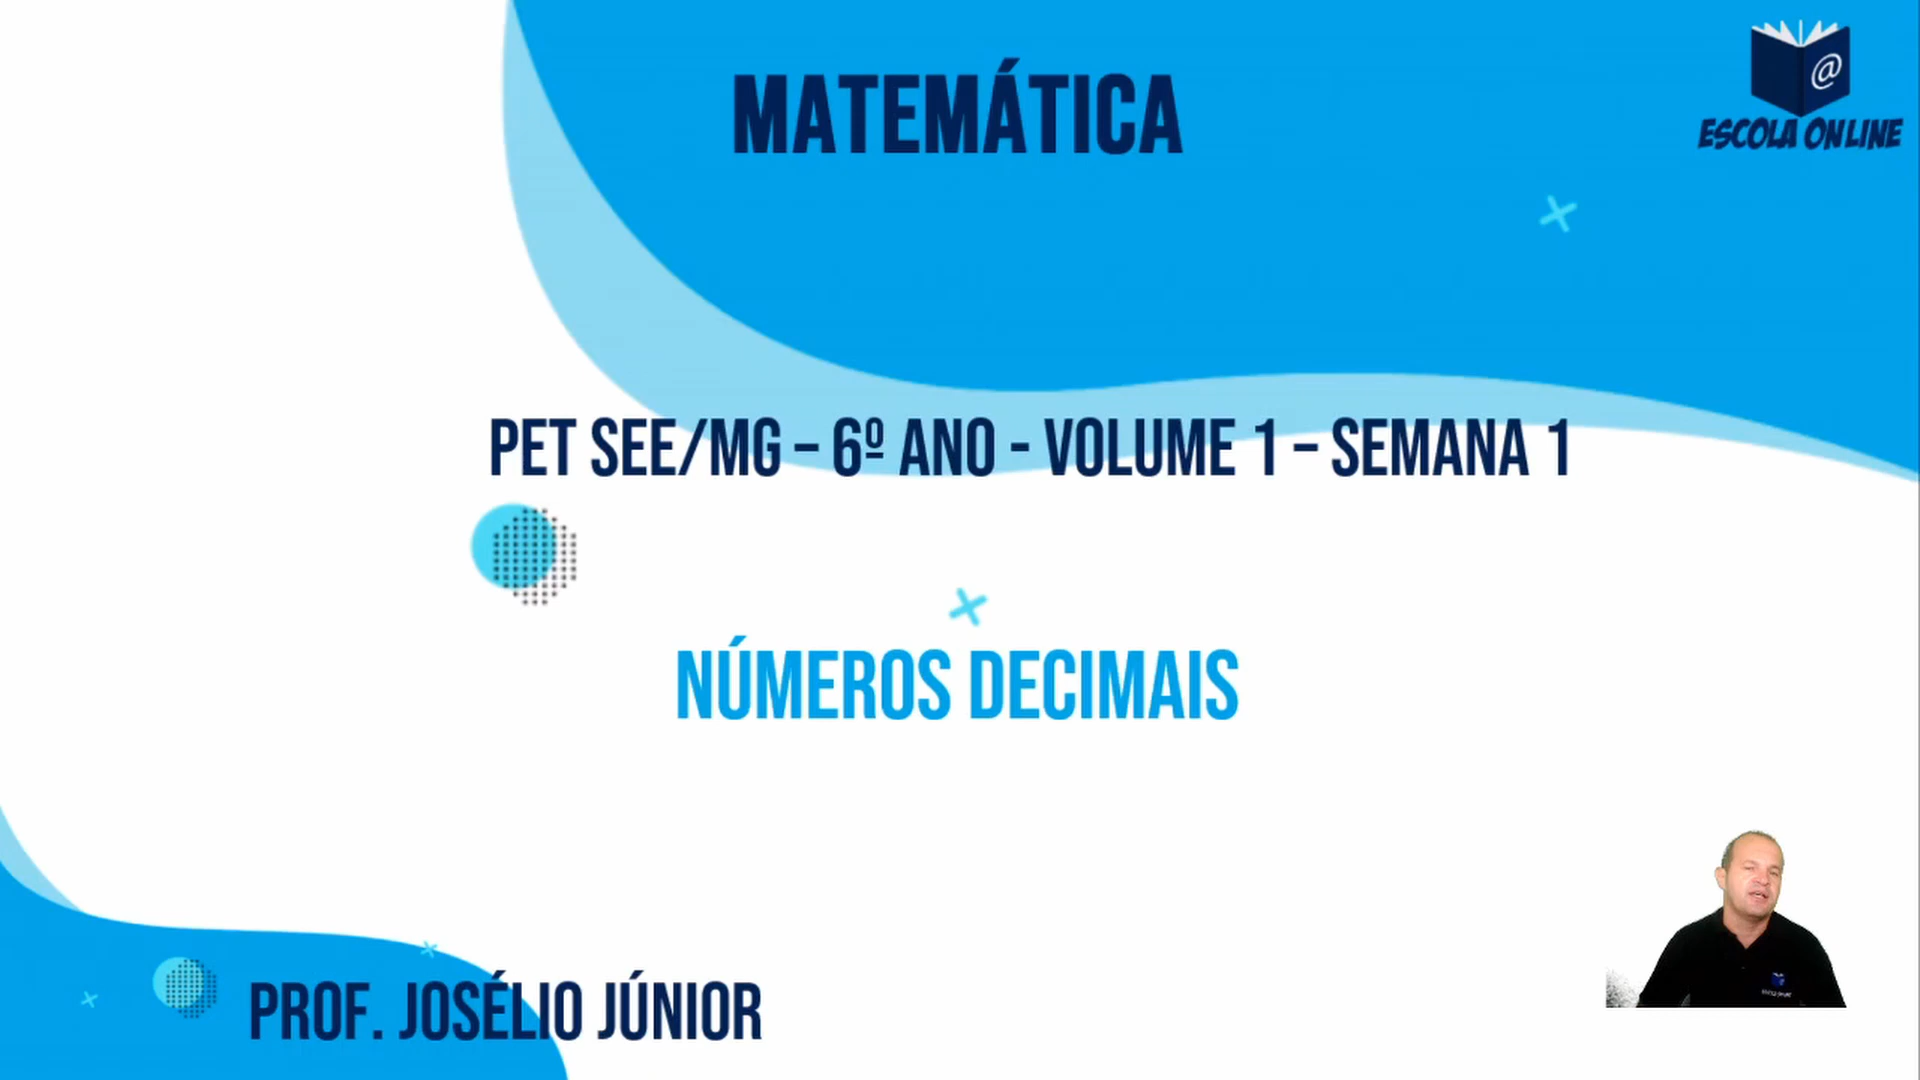 MATEMÁTICA
@
ESCOLA ONLINE
PET SEE/MG – 6º ANO - VOLUME 1 – SEMANA 1
NÚMEROS DECIMAIS
PROF. JOSÉLIO JÚNIOR